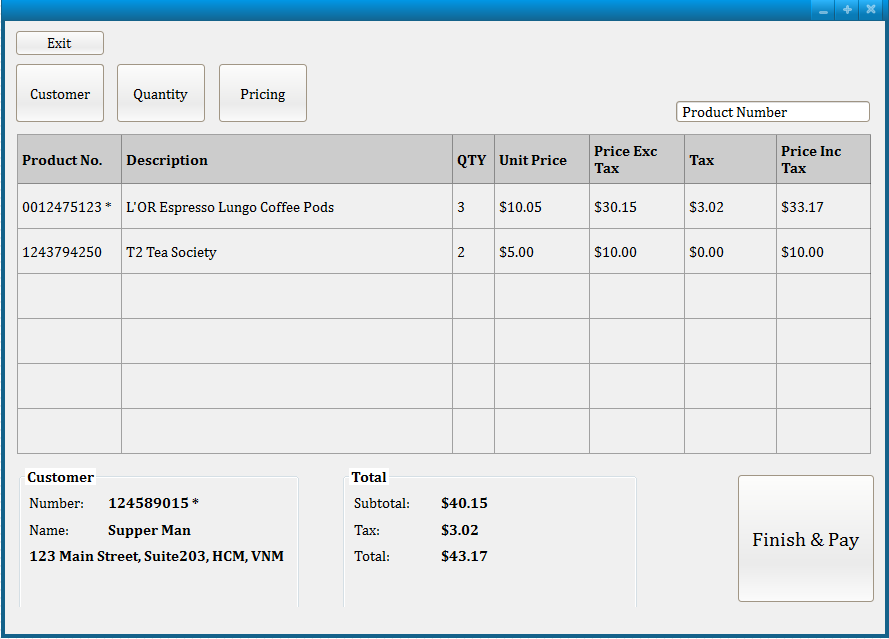 Exit
Customer Quantity Pricing
Product Number
Product No. Description QTY Unit Price Price Exc Tax Tax Price Inc Tax
0012475123 * L'OR Espresso Lungo Coffee Pods 3 $10.05 $30.15 $3.02 $33.17
1243794250 T2 Tea Society 2 $5.00 $10.00 $0.00 $10.00
Customer
Number: 124589015 *
Name: Supper Man
123 Main Street, Suite203, HCM, VNM
Total
Subtotal: $40.15
Tax: $3.02
Total: $43.17
Finish & Pay